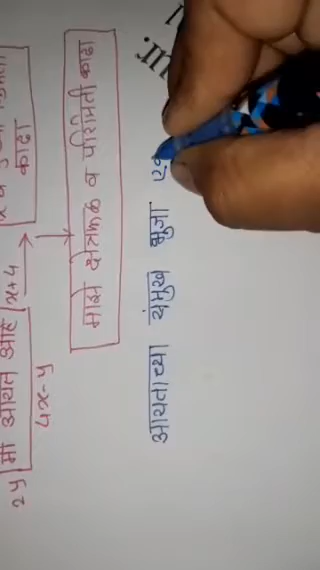 काढा
2y मी आयत आहे x+4
4x-y
माझे क्षेत्रफळ व परिमिती काढा
आयताच्या संमुख भुजा